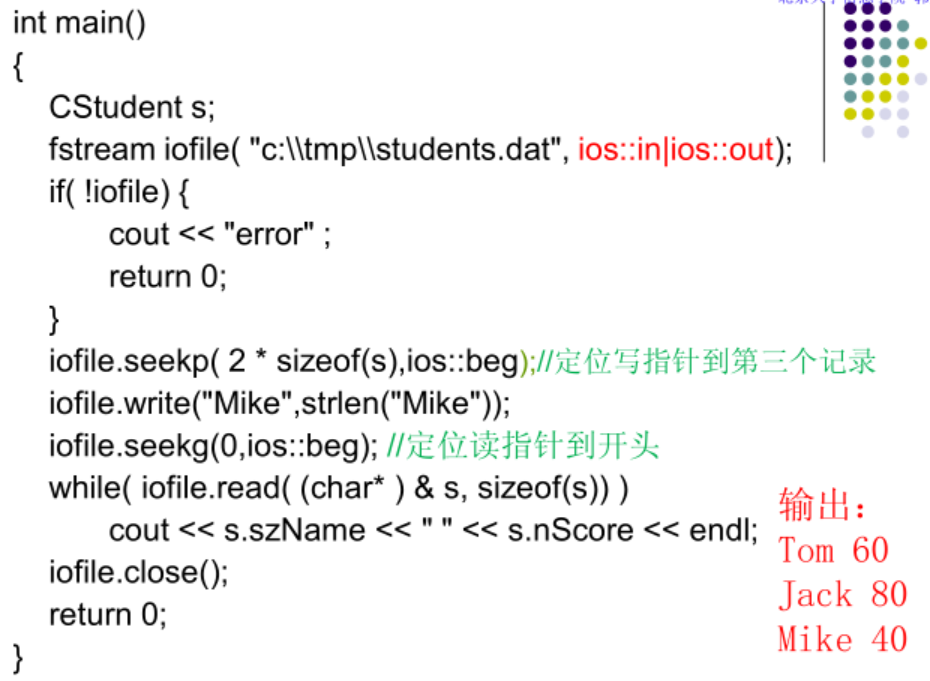 int main()
{
CStudent s;
fstream iofile( "c:\\tmp\\students.dat", ios::in|ios::out);
if( !iofile) {
cout << "error" ;
return 0;
}
iofile.seekp( 2 * sizeof(s),ios::beg);//定位写指针到第三个记录
iofile.write("Mike",strlen("Mike"));
iofile.seekg(0,ios::beg); //定位读指针到开头
while( iofile.read( (char* ) & s, sizeof(s)) )
cout << s.szName << " " << s.nScore << endl;
iofile.close();
return 0;
}
输出:
Tom 60
Jack 80
Mike 40